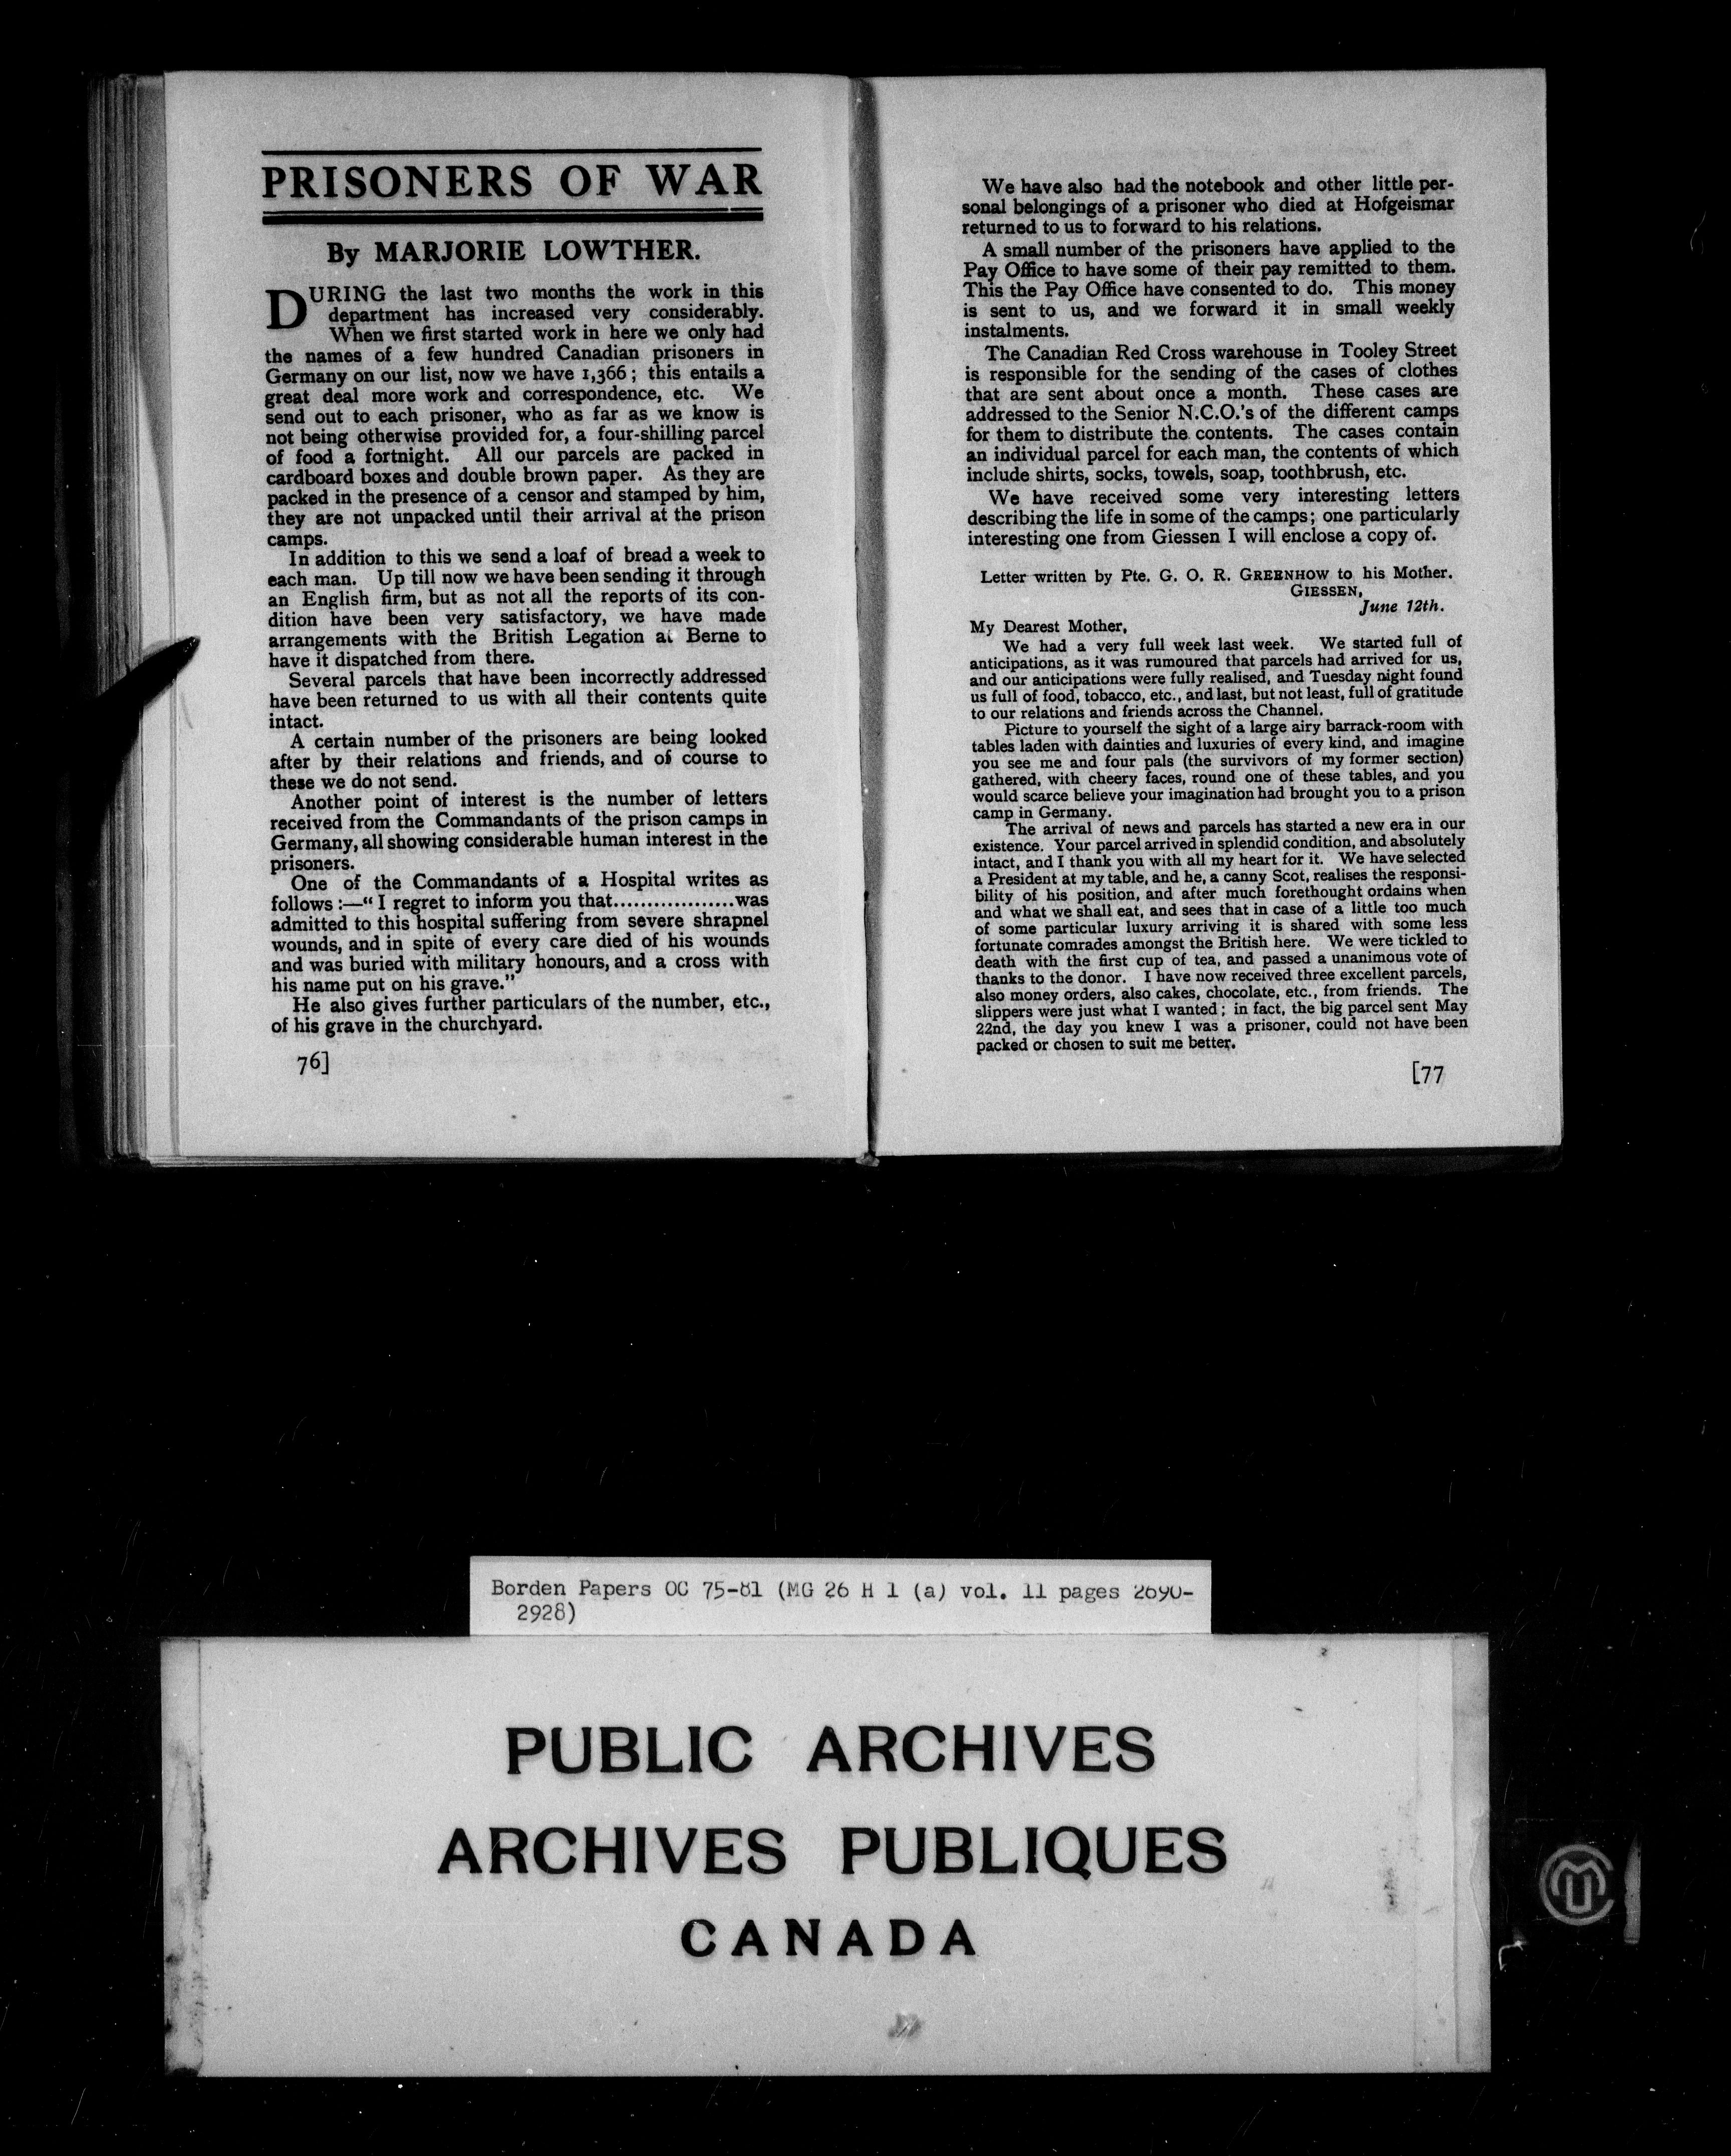 PRISONERS OF WAR
By MARJORIE LOWTHER.
DURING the last two months the work in this
department has increased very considerably.
When we first started work in here we only had
the names of a few hundred Canadian prisoners in
Germany on our list, now we have 1,366; this entails a
great deal more work and correspondence, etc. We
send out to each prisoner, who as far as we know is
not being otherwise provided for, a four-shilling parcel
of food a fortnight. All our parcels are packed in
cardboard boxes and double brown paper. As they are
packed in the presence of a censor and stamped by him,
they are not unpacked until their arrival at the prison
camps.
In addition to this we send a loaf of bread a week to
each man. Up till now we have been sending it through
an English firm, but as not all the reports of its con-
dition have been very satisfactory, we have made
arrangements with the British Legation at Berne to
have it dispatched from there.
Several parcels that have been incorrectly addressed
have been returned to us with all their contents quite
intact.
A certain number of the prisoners are being looked
after by their relations and friends, and of course to
these we do not send.
Another point of interest is the number of letters
received from the Commandants of the prison camps in
Germany, all showing considerable human interest in the
prisoners.
One of the Commandants of a Hospital writes as
follows :—“ I regret to inform you that..................was
admitted to this hospital suffering from severe shrapnel
wounds, and in spite of every care died of his wounds
and was buried with military honours, and a cross with
his name put on his grave.”
He also gives further particulars of the number, etc.,
of his grave in the churchyard.
76]
We have also had the notebook and other little per-
sonal belongings of a prisoner who died at Hofgeismar
returned to us to forward to his relations.
A small number of the prisoners have applied to the
Pay Office to have some of their pay remitted to them.
This the Pay Office have consented to do. This money
is sent to us, and we forward it in small weekly
instalments.
The Canadian Red Cross warehouse in Tooley Street
is responsible for the sending of the cases of clothes
that are sent about once a month. These cases are
addressed to the Senior N.C.O.'s of the different camps
for them to distribute the contents. The cases contain
an individual parcel for each man, the contents of which
include shirts, socks, towels, soap, toothbrush, etc.
We have received some very interesting letters
describing the life in some of the camps; one particularly
interesting one from Giessen I will enclose a copy of.
Letter written by Pte. G. O. R. GREENHOW to his Mother.
GIESSEN,
June 12th.
My Dearest Mother,
We had a very full week last week. We started full of
anticipations, as it was rumoured that parcels had arrived for us,
and our anticipations were fully realised, and Tuesday night found
us full of food, tobacco, etc., and last, but not least, full of gratitude
to our relations and friends across the Channel.
Picture to yourself the sight of a large airy barrack-room with
tables laden with dainties and luxuries of every kind, and imagine
you see me and four pals (the survivors of my former section)
gathered, with cheery faces, round one of these tables, and you
would scarce believe your imagination had brought you to a prison
camp in Germany.
The arrival of news and parcels has started a new era in our
existence. Your parcel arrived in splendid condition, and absolutely
intact, and I thank you with all my heart for it. We have selected
a President at my table, and he, a canny Scot, realises the responsi-
bility of his position, and after much forethought ordains when
and what we shall eat, and sees that in case of a little too much
of some particular luxury arriving it is shared with some less
fortunate comrades amongst the British here. We were tickled to
death with the first cup of tea, and passed a unanimous vote of
thanks to the donor. I have now received three excellent parcels,
also money orders, also cakes, chocolate, etc., from friends. The
slippers were just what I wanted; in fact, the big parcel sent May
22nd, the day you knew I was a prisoner, could not have been
packed or chosen to suit me better.
[77
Borden Papers OC 75-81 (MG 26 H 1 (a) vol. 11 pages 2690-
2928)
PUBLIC ARCHIVES
ARCHIVES PUBLIQUES
CANADA